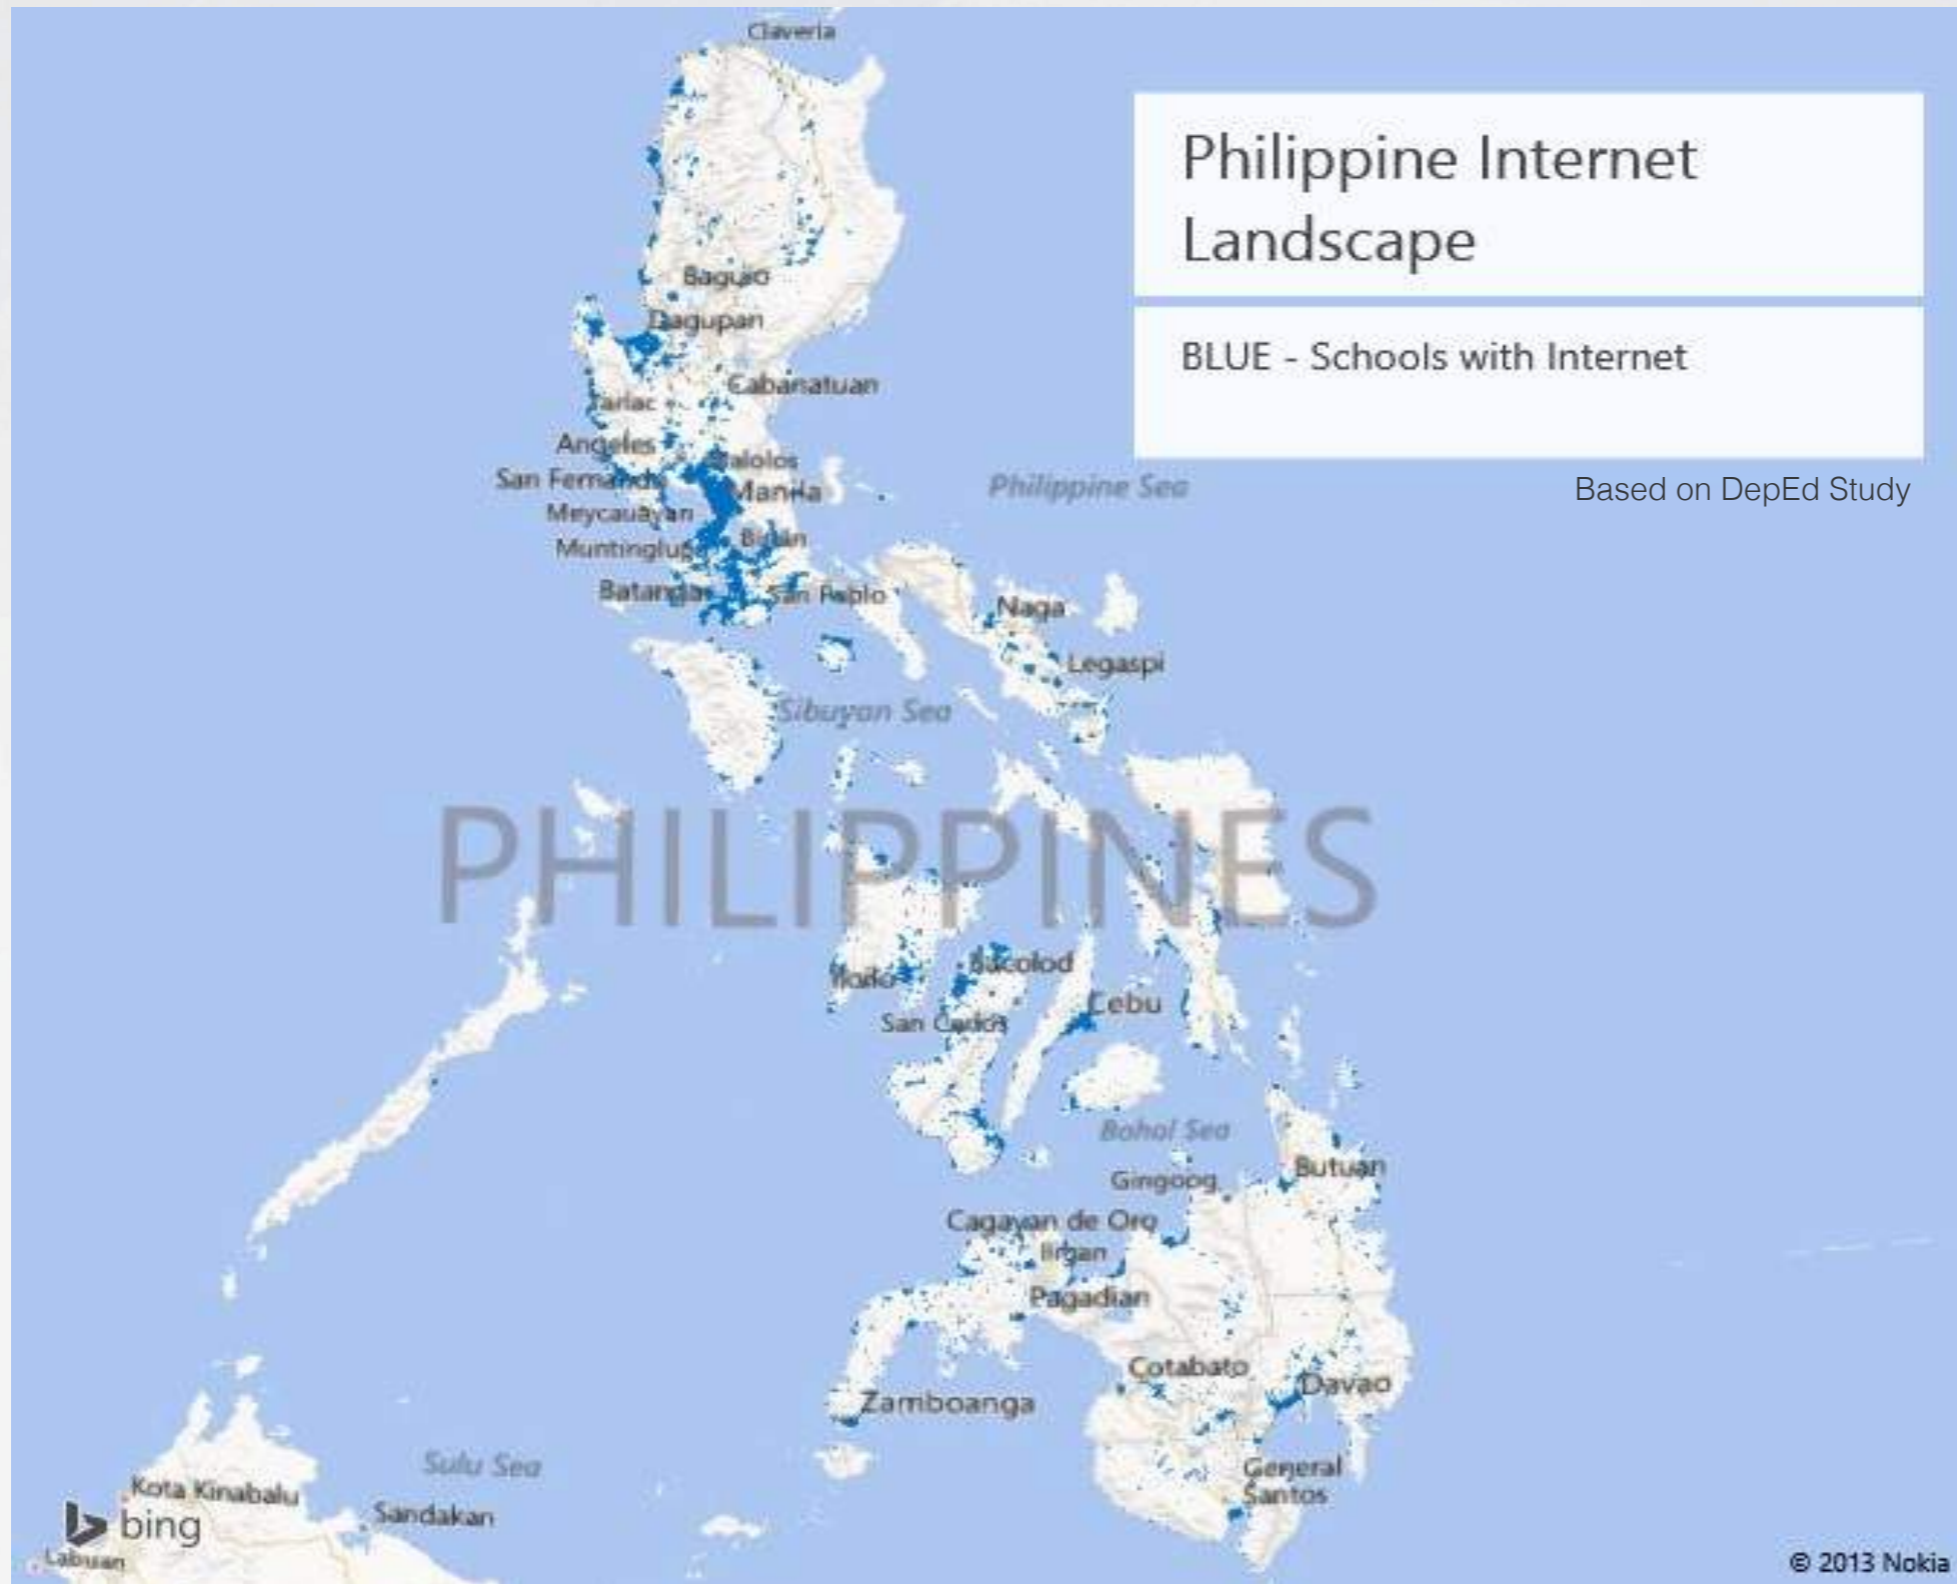 Claveria
Philippine Internet
Landscape
BLUE - Schools with Internet
Based on DepEd Study
Baguio
Dagupan
Cabanatuan
Tarlac
Angeles
Malolos
San Fernando
Manila
Philippine Sea
Meycauayan
Biñan
Muntinglupa
Batangas
San Pablo
Naga
Legaspi
Sibuyan Sea
PHILIPPINES
Iloilo
Bacolod
Cebu
San Carlos
Bohol Sea
Butuan
Gingoog
Cagayan de Oro
Iligan
Pagadian
Cotabato
Davao
Zamboanga
Sulu Sea
General
Santos
Kota Kinabalu
Sandakan
bing
Labuan
© 2013 Nokia